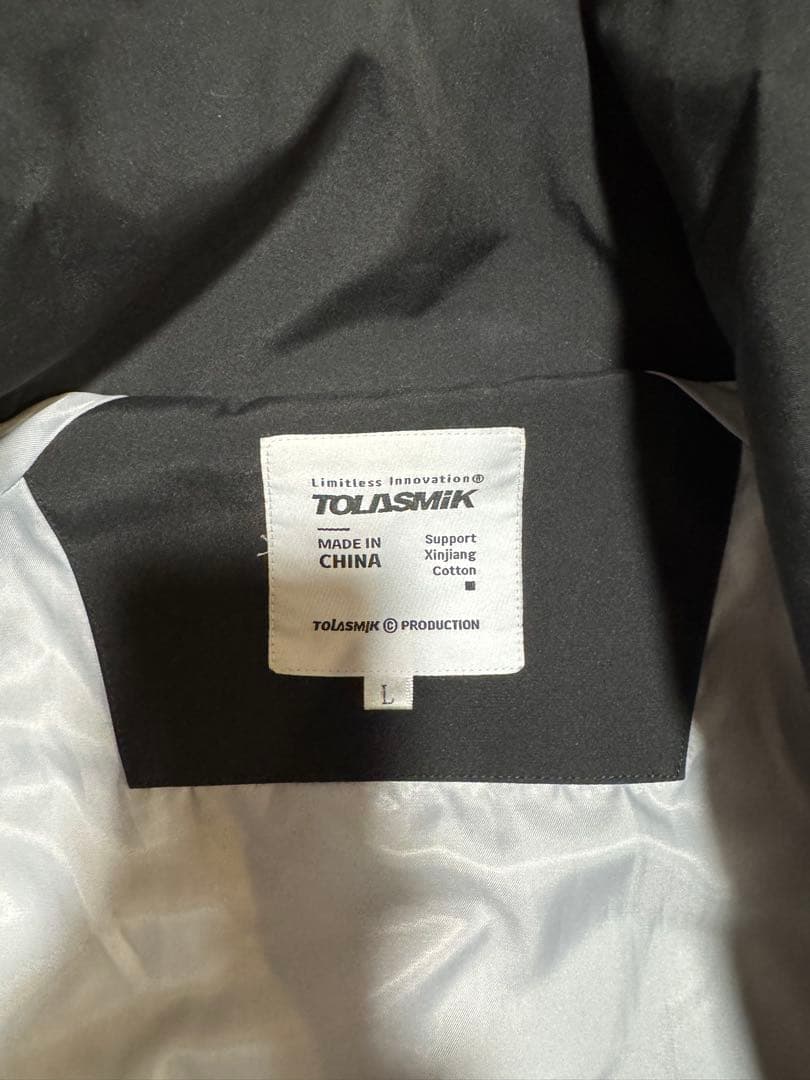 Limitless Innovation®
TOLASMiK
MADE IN
CHINA
Support
Xinjiang
Cotton
TOLASMiK © PRODUCTION
L